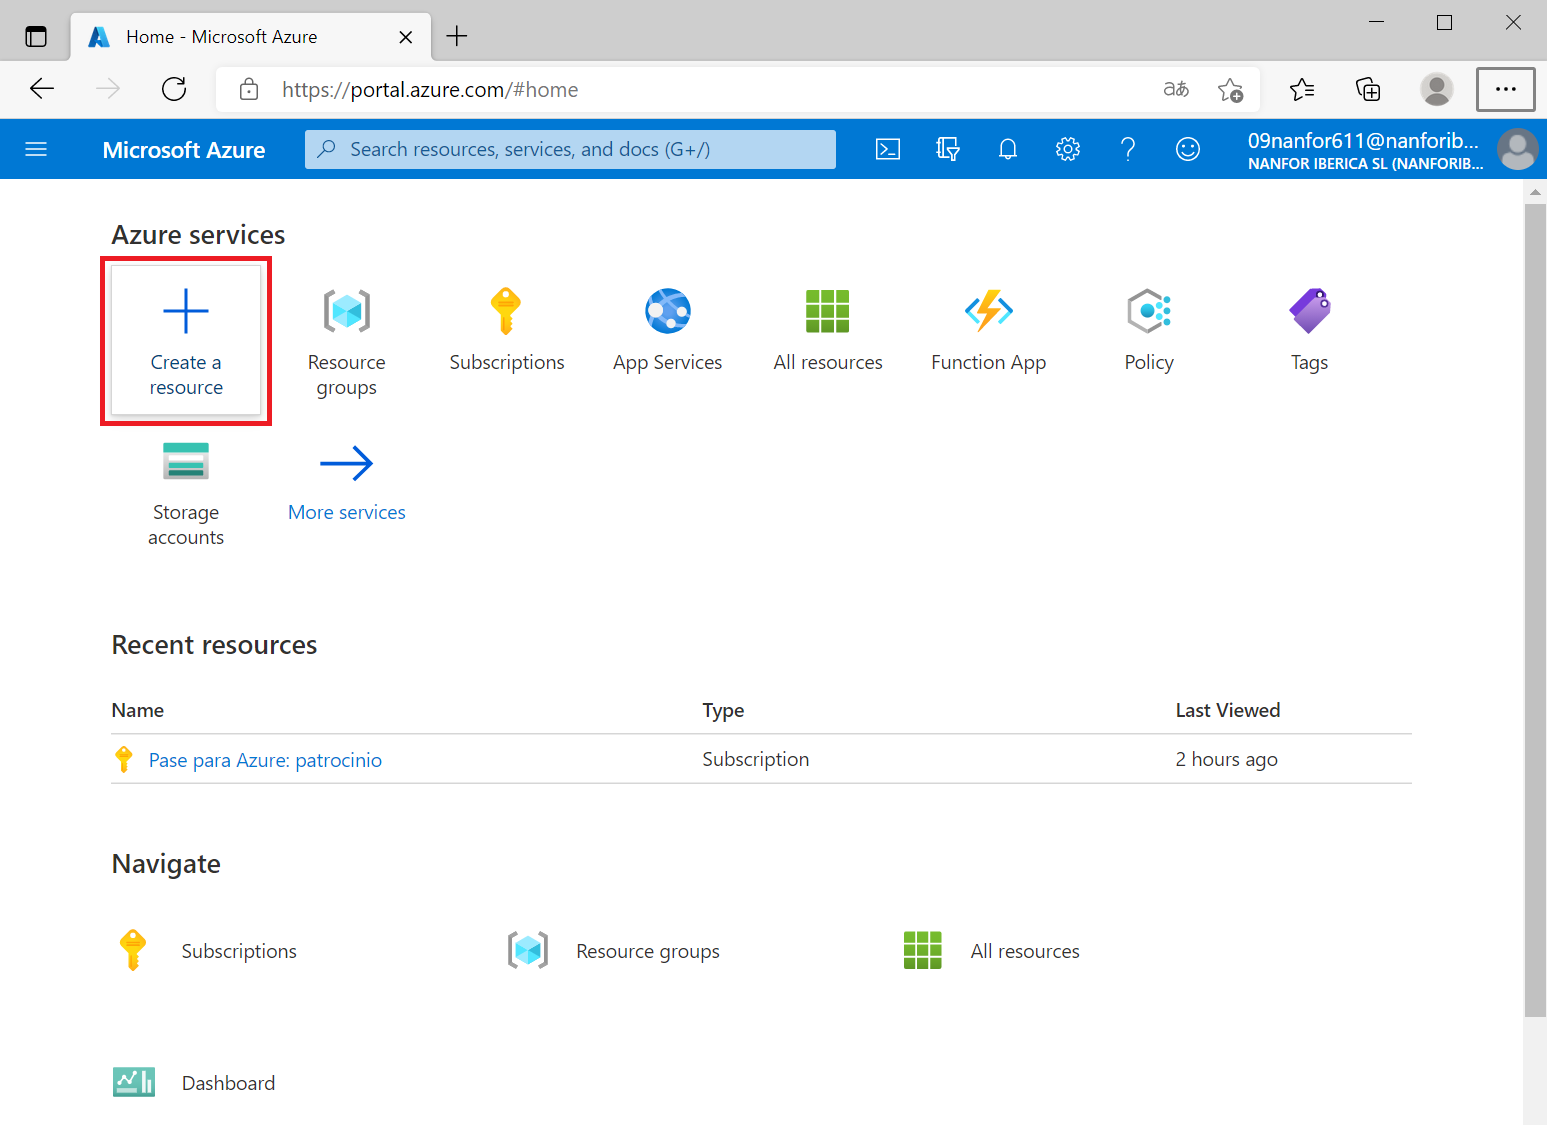 Home - Microsoft Azure
https://portal.azure.com/#home
aあ
Microsoft Azure
Search resources, services, and docs (G+/)
09nanfor611@nanforib...
NANFOR IBERICA SL (NANFORIB...
Azure services
Create a
resource
Resource
groups
Subscriptions
App Services
All resources
Function App
Policy
Tags
Storage
accounts
More services
Recent resources
Name Type Last Viewed
Pase para Azure: patrocinio Subscription 2 hours ago
Navigate
Subscriptions
Resource groups
All resources
Dashboard